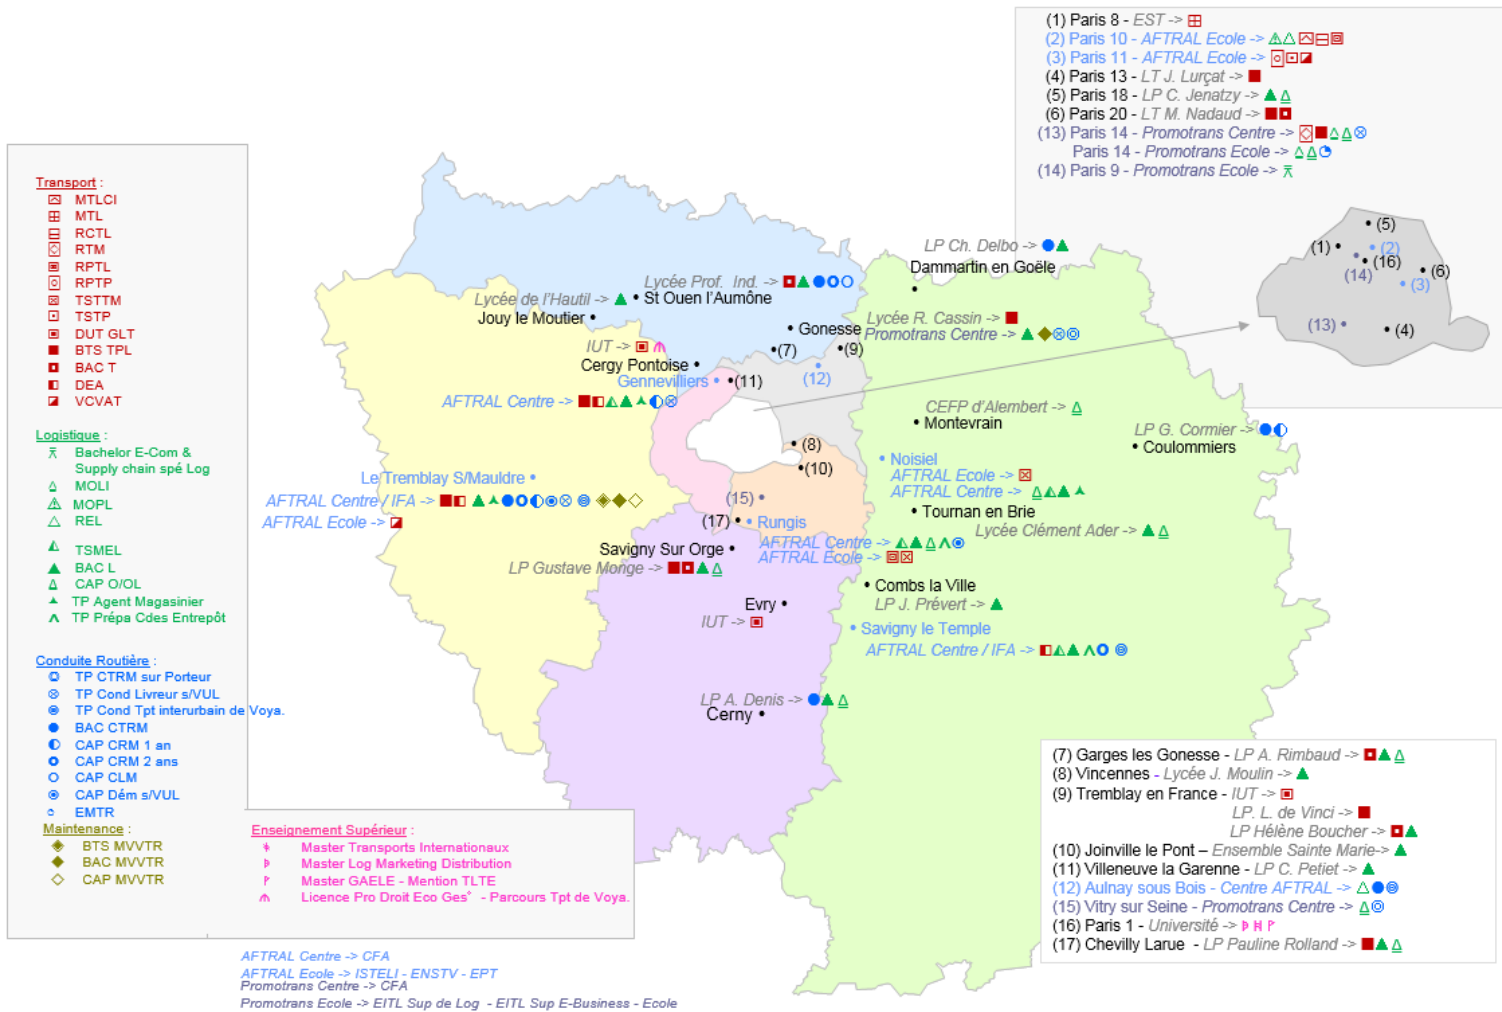 (1) Paris 8 - EST ->
(2) Paris 10 - AFTRAL Ecole ->
(3) Paris 11 - AFTRAL Ecole ->
(4) Paris 13 - LT J. Lurçat ->
(5) Paris 18 - LP C. Jenatzy ->
(6) Paris 20 - LT M. Nadaud ->
(13) Paris 14 - Promotrans Centre ->
Paris 14 - Promotrans Ecole ->
(14) Paris 9 - Promotrans Ecole ->
(5)
(1)
(2)
(16)
(14)
(6)
(3)
(13)
(4)
Transport :
MTLCI
MTL
RCTL
RTM
RPTL
RPTP
TSTTM
TSTP
DUT GLT
BTS TPL
BAC T
DEA
VCVAT
Logistique :
Bachelor E-Com &
Supply chain spé Log
MOLI
MOPL
REL
TSMEL
BAC L
CAP O/OL
TP Agent Magasinier
TP Prépa Cdes Entrepôt
Conduite Routière :
TP CTRM sur Porteur
TP Cond Livreur s/VUL
TP Cond Tpt interurbain de Voya.
BAC CTRM
CAP CRM 1 an
CAP CRM 2 ans
CAP CLM
CAP Dém s/VUL
EMTR
Maintenance :
BTS MVVTR
BAC MVVTR
CAP MVVTR
Enseignement Supérieur :
Master Transports Internationaux
Master Log Marketing Distribution
Master GAELE - Mention TLTE
Licence Pro Droit Eco Ges° - Parcours Tpt de Voya.
LP Ch. Delbo ->
Dammartin en Goële
Lycée Prof. Ind. ->
Lycée de l'Hautil ->
St Ouen l'Aumône
Jouy le Moutier
Lycée R. Cassin ->
Gonesse
Promotrans Centre ->
IUT ->
(7)
(9)
Cergy Pontoise
(12)
Gennevilliers
(11)
AFTRAL Centre ->
CEFP d'Alembert ->
Montevrain
LP G. Cormier ->
Coulommiers
(8)
(10)
Noisiel
AFTRAL Ecole ->
AFTRAL Centre ->
Le Tremblay S/Mauldre
AFTRAL Centre / IFA ->
AFTRAL Ecole ->
(15)
(17)
Rungis
Tournan en Brie
Lycée Clément Ader ->
AFTRAL Centre ->
AFTRAL Ecole ->
Savigny Sur Orge
LP Gustave Monge ->
Combs la Ville
LP J. Prévert ->
Evry
IUT ->
Savigny le Temple
AFTRAL Centre / IFA ->
LP A. Denis ->
Cerny
(7) Garges les Gonesse - LP A. Rimbaud ->
(8) Vincennes - Lycée J. Moulin ->
(9) Tremblay en France - IUT ->
LP. L. de Vinci ->
LP Hélène Boucher ->
(10) Joinville le Pont – Ensemble Sainte Marie->
(11) Villeneuve la Garenne - LP C. Petiet ->
(12) Aulnay sous Bois - Centre AFTRAL ->
(15) Vitry sur Seine - Promotrans Centre ->
(16) Paris 1 - Université ->
(17) Chevilly Larue - LP Pauline Rolland ->
AFTRAL Centre -> CFA
AFTRAL Ecole -> ISTELI - ENSTV - EPT
Promotrans Centre -> CFA
Promotrans Ecole -> EITL Sup de Log - EITL Sup E-Business - Ecole